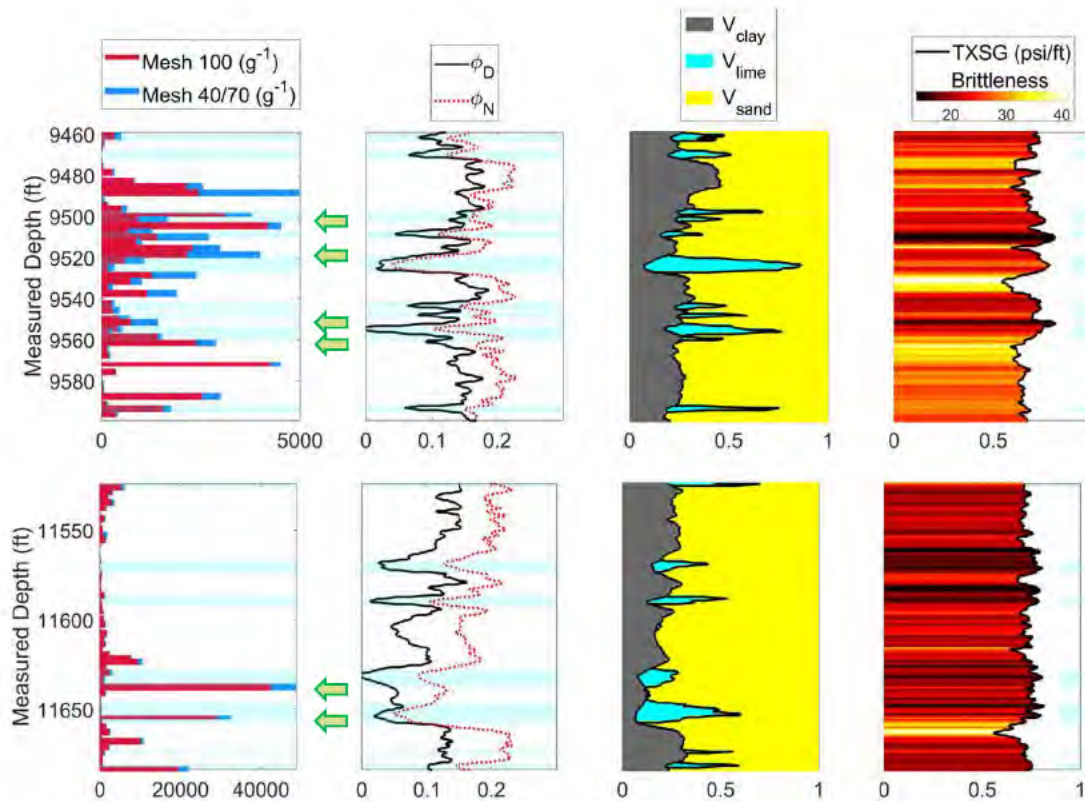 Mesh 100 (g⁻¹)
Mesh 40/70 (g⁻¹)
ϕD
ϕN
Vclay
Vlime
Vsand
TXSG (psi/ft)
Brittleness
20 30 40
Measured Depth (ft)
9460
9480
9500
9520
9540
9560
9580
0 5000
0 0.1 0.2
0 0.5 1
0 0.5
Measured Depth (ft)
11550
11600
11650
0 20000 40000
0 0.1 0.2
0 0.5 1
0 0.5 1